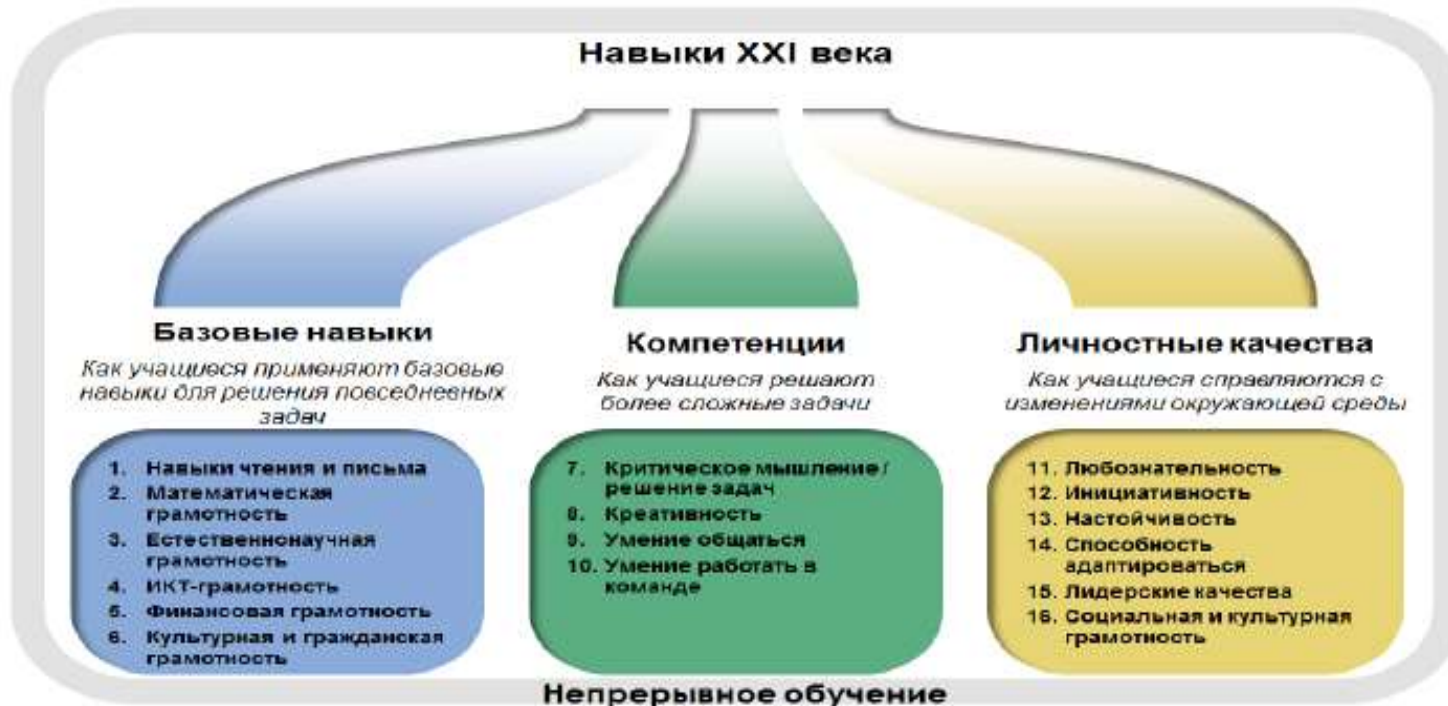 Навыки XXI века
Базовые навыки
Как учащиеся применяют базовые
навыки для решения повседневных
задач
1. Навыки чтения и письма
2. Математическая
грамотность
3. Естественнонаучная
грамотность
4. ИКТ-грамотность
5. Финансовая грамотность
6. Культурная и гражданская
грамотность
Компетенции
Как учащиеся решают
более сложные задачи
7. Критическое мышление /
решение задач
8. Креативность
9. Умение общаться
10. Умение работать в
команде
Личностные качества
Как учащиеся справляются с
изменениями окружающей среды
11. Любознательность
12. Инициативность
13. Настойчивость
14. Способность
адаптироваться
15. Лидерские качества
16. Социальная и культурная
грамотность
Непрерывное обучение